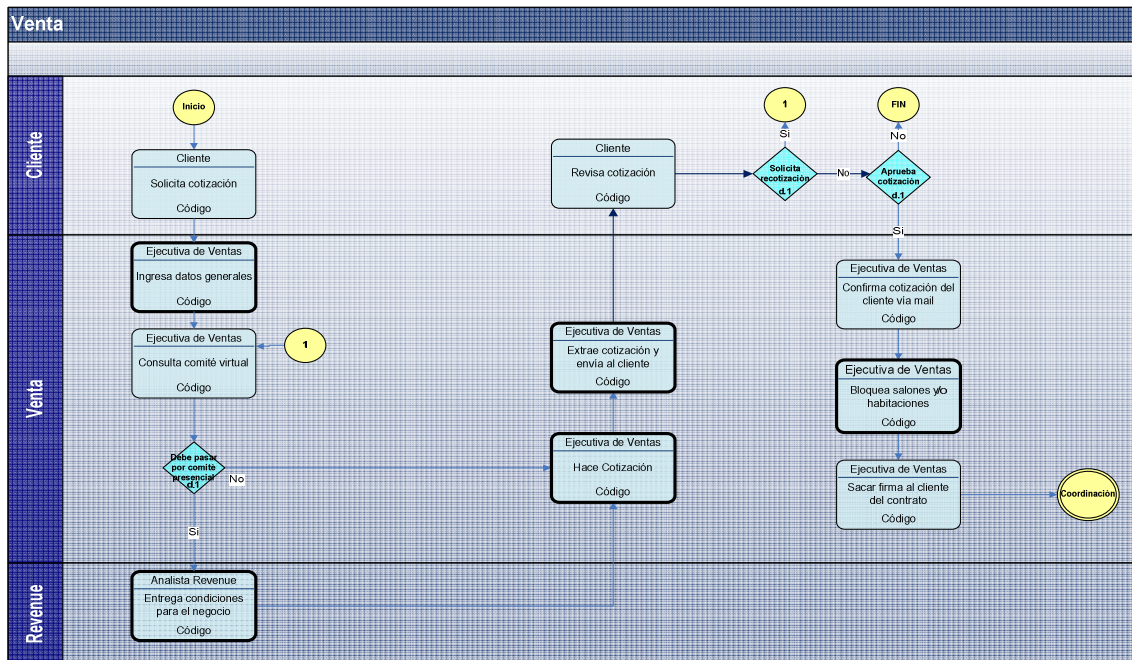 Venta
Cliente
Inicio
Cliente
Solicita cotización
Código
Cliente
Revisa cotización
Código
1
Si
Solicita
recotización
d.1
No
FIN
No
Aprueba
cotización
d.1
Si
Venta
Ejecutiva de Ventas
Ingresa datos generales
Código
Ejecutiva de Ventas
Consulta comité virtual
Código
1
Debe pasar
por comité
presencial
d.1
No
Si
Ejecutiva de Ventas
Extrae cotización y
envía al cliente
Código
Ejecutiva de Ventas
Hace Cotización
Código
Ejecutiva de Ventas
Confirma cotización del
cliente vía mail
Código
Ejecutiva de Ventas
Bloquea salones y/o
habitaciones
Código
Ejecutiva de Ventas
Sacar firma al cliente
del contrato
Código
Coordinación
Revenue
Analista Revenue
Entrega condiciones
para el negocio
Código